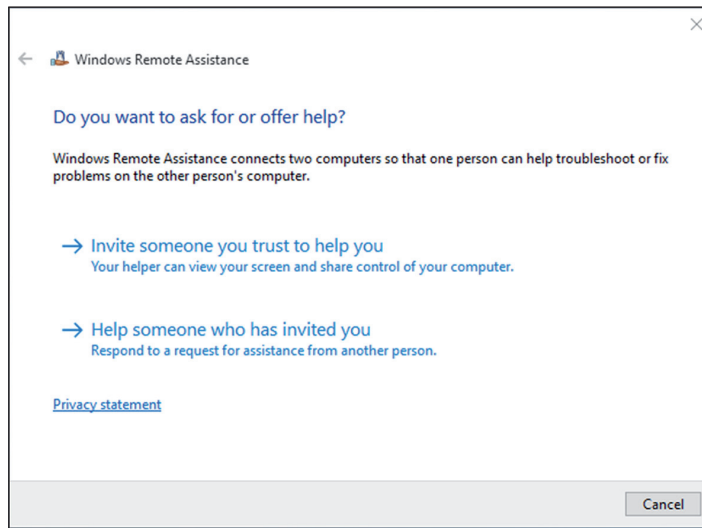 Windows Remote Assistance
Do you want to ask for or offer help?
Windows Remote Assistance connects two computers so that one person can help troubleshoot or fix
problems on the other person's computer.
Invite someone you trust to help you
Your helper can view your screen and share control of your computer.
Help someone who has invited you
Respond to a request for assistance from another person.
Privacy statement
Cancel